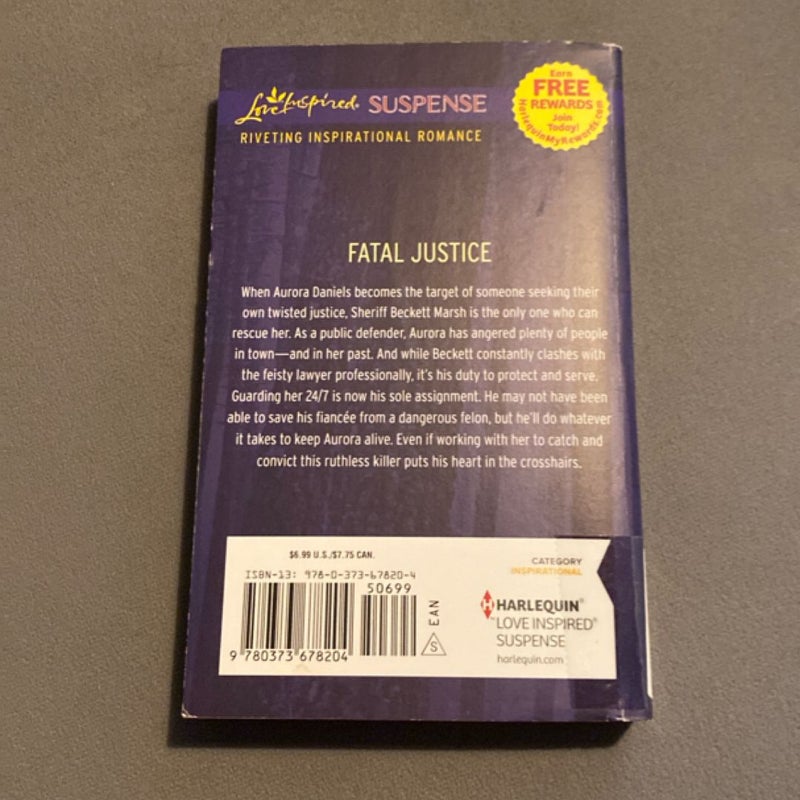 Love Inspired® SUSPENSE
RIVETING INSPIRATIONAL ROMANCE
Earn
FREE
REWARDS
Join
Today!
HarlequinMyRewards.com
FATAL JUSTICE
When Aurora Daniels becomes the target of someone seeking their
own twisted justice, Sheriff Beckett Marsh is the only one who can
rescue her. As a public defender, Aurora has angered plenty of people
in town—and in her past. And while Beckett constantly clashes with
the feisty lawyer professionally, it's his duty to protect and serve.
Guarding her 24/7 is now his sole assignment. He may not have been
able to save his fiancée from a dangerous felon, but he'll do whatever
it takes to keep Aurora alive. Even if working with her to catch and
convict this ruthless killer puts his heart in the crosshairs.
$6.99 U.S./$7.75 CAN.
ISBN-13: 978-0-373-67820-4
50699
9 780373 678204
EAN
S
CATEGORY
INSPIRATIONAL
H HARLEQUIN®
™LOVE INSPIRED®
SUSPENSE
harlequin.com